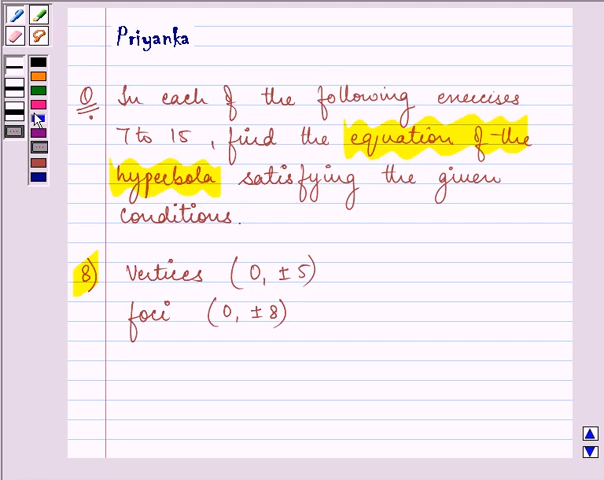 Priyanka
Q In each of the following exercises
7 to 15, find the equation of the
hyperbola satisfying the given
conditions.
8) Vertices (0, ±5)
foci (0, ±8)